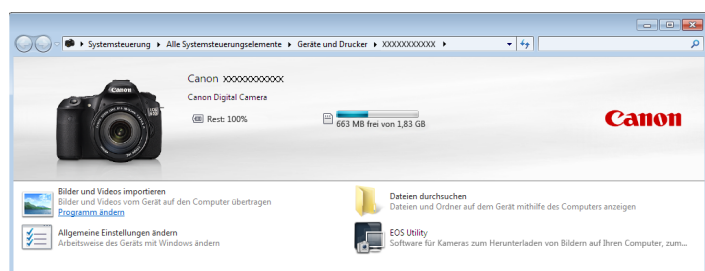 Systemsteuerung ▸ Alle Systemsteuerungselemente ▸ Geräte und Drucker ▸ XXXXXXXXXXX ▸
Canon XXXXXXXXXX
Canon Digital Camera
Rest: 100%
663 MB frei von 1,83 GB
Canon
Canon
Bilder und Videos importieren
Bilder und Videos vom Gerät auf den Computer übertragen
Programm ändern
Dateien durchsuchen
Dateien und Ordner auf dem Gerät mithilfe des Computers anzeigen
Allgemeine Einstellungen ändern
Arbeitsweise des Geräts mit Windows ändern
EOS Utility
Software für Kameras zum Herunterladen von Bildern auf Ihren Computer, zum...